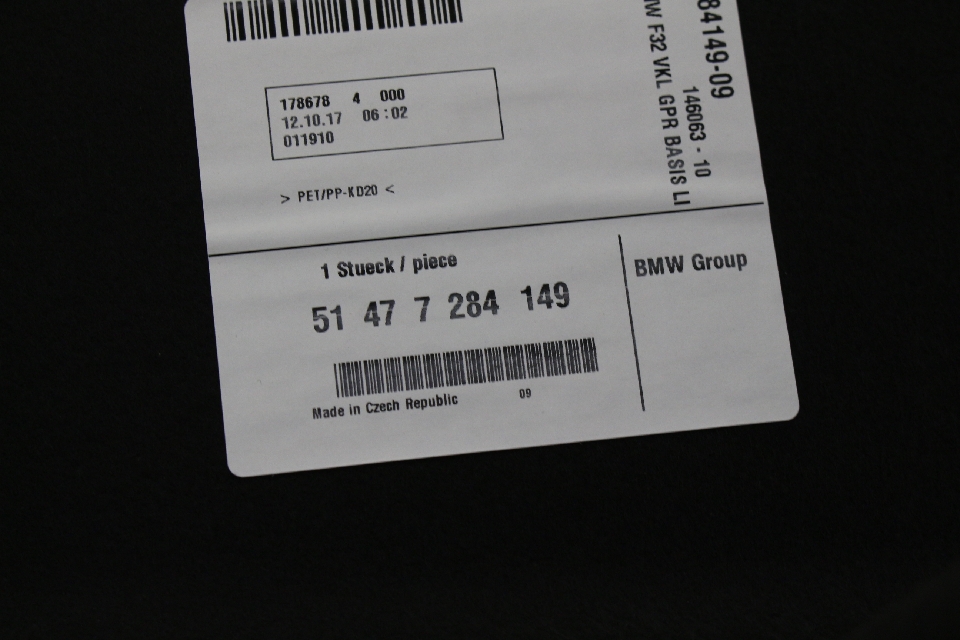 178678 4 000
12.10.17 06:02
011910
> PET/PP-KD20 <
84149-09
146063 - 10
F32 VKL GPR BASIS LI
1 Stueck / piece
51 47 7 284 149
Made in Czech Republic 09
BMW Group